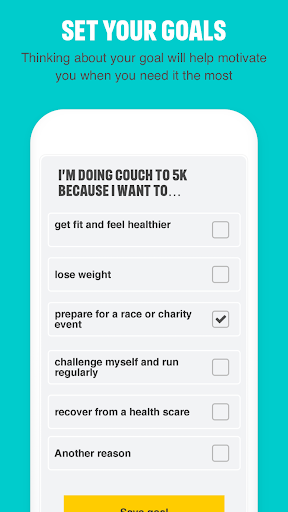 SET YOUR GOALS
Thinking about your goal will help motivate
you when you need it the most
I'M DOING COUCH TO 5K
BECAUSE I WANT TO...
get fit and feel healthier
lose weight
prepare for a race or charity
event
challenge myself and run
regularly
recover from a health scare
Another reason
Save goal